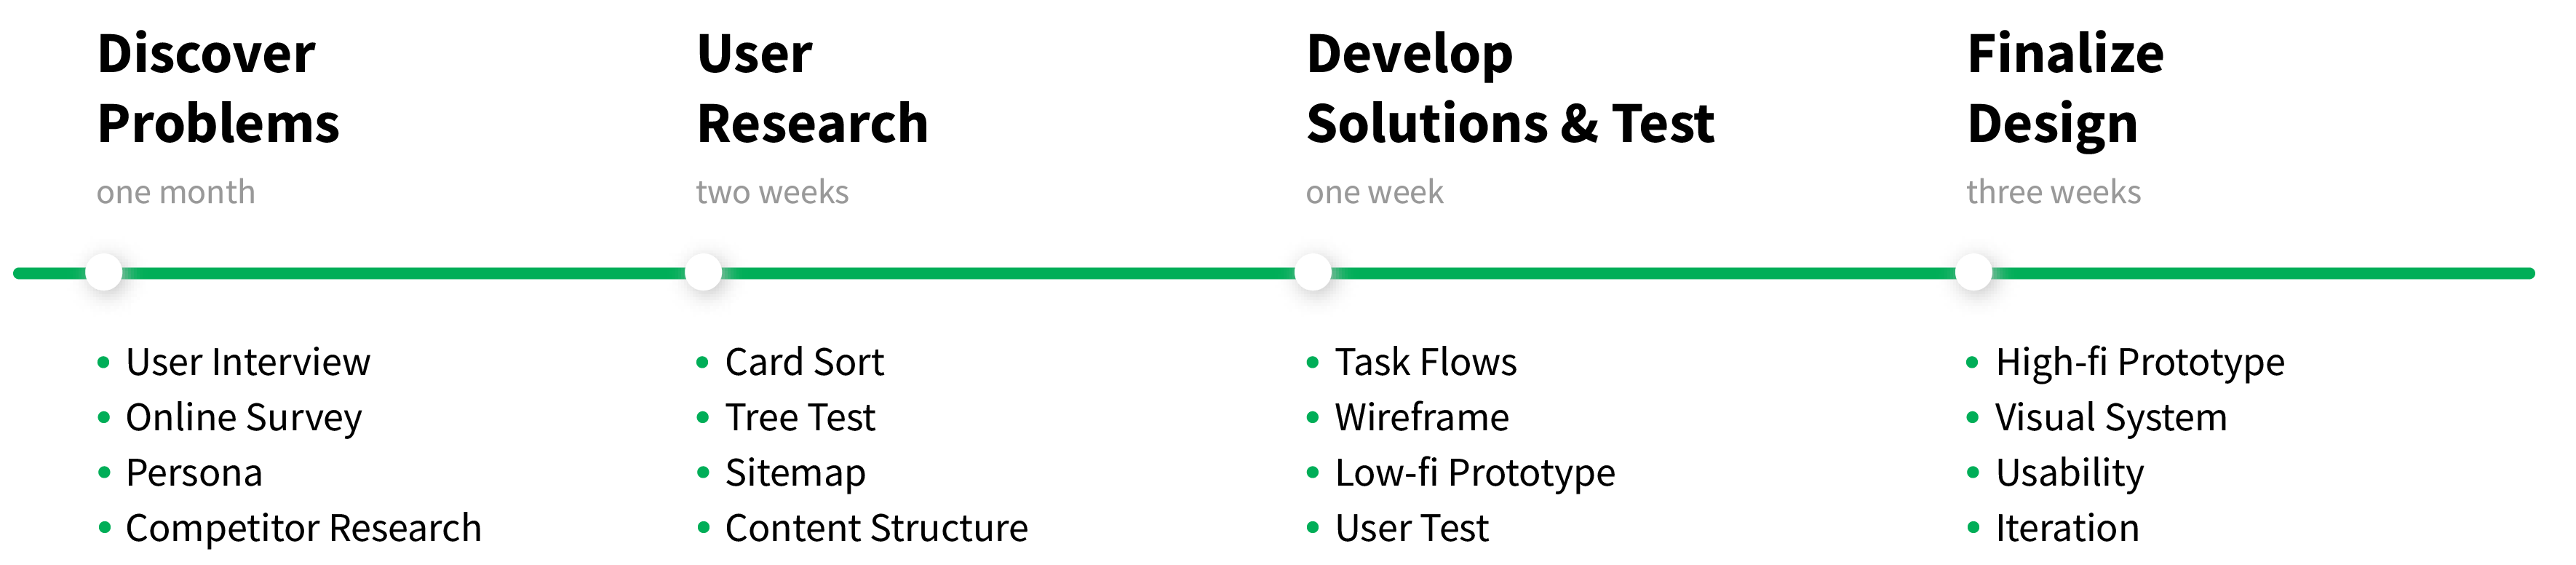 Discover
Problems
one month
User Interview
Online Survey
Persona
Competitor Research
User
Research
two weeks
Card Sort
Tree Test
Sitemap
Content Structure
Develop
Solutions & Test
one week
Task Flows
Wireframe
Low-fi Prototype
User Test
Finalize
Design
three weeks
High-fi Prototype
Visual System
Usability
Iteration